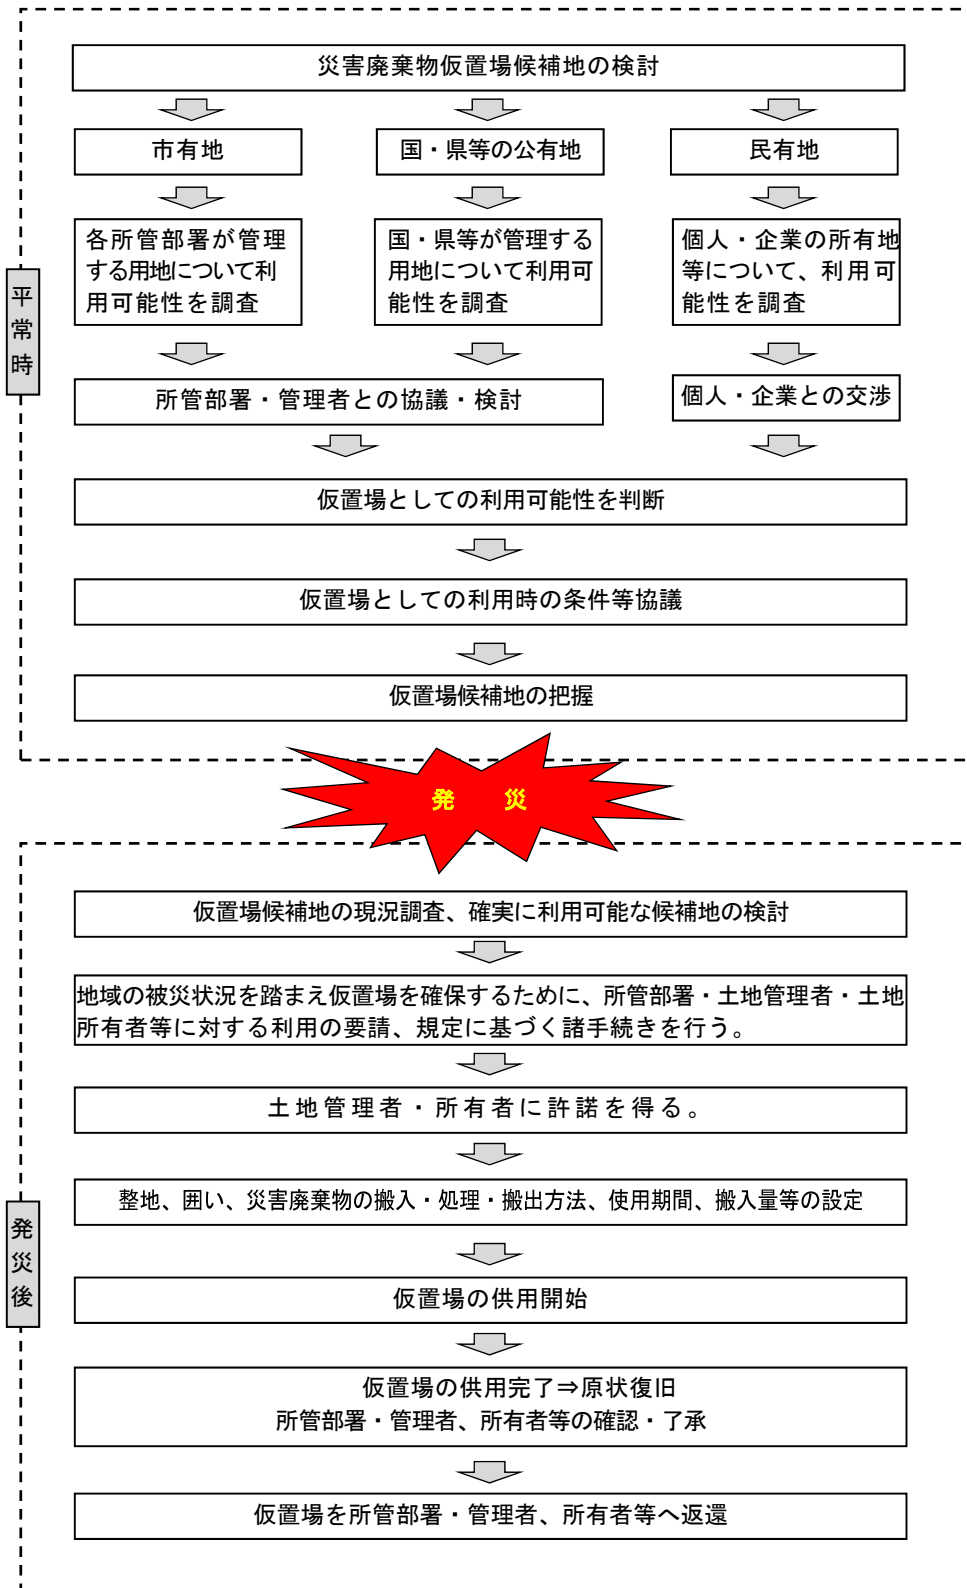 災害廃棄物仮置場候補地の検討
市有地
国・県等の公有地
民有地
各所管部署が管理
する用地について利
用可能性を調査
国・県等が管理する
用地について利用可
能性を調査
個人・企業の所有地
等について、利用可
能性を調査
平常時
所管部署・管理者との協議・検討
個人・企業との交渉
仮置場としての利用可能性を判断
仮置場としての利用時の条件等協議
仮置場候補地の把握
発 災
仮置場候補地の現況調査、確実に利用可能な候補地の検討
地域の被災状況を踏まえ仮置場を確保するために、所管部署・土地管理者・土地
所有者等に対する利用の要請、規定に基づく諸手続きを行う。
土地管理者・所有者に許諾を得る。
整地、囲い、災害廃棄物の搬入・処理・搬出方法、使用期間、搬入量等の設定
発災後
仮置場の供用開始
仮置場の供用完了⇒原状復旧
所管部署・管理者、所有者等の確認・了承
仮置場を所管部署・管理者、所有者等へ返還